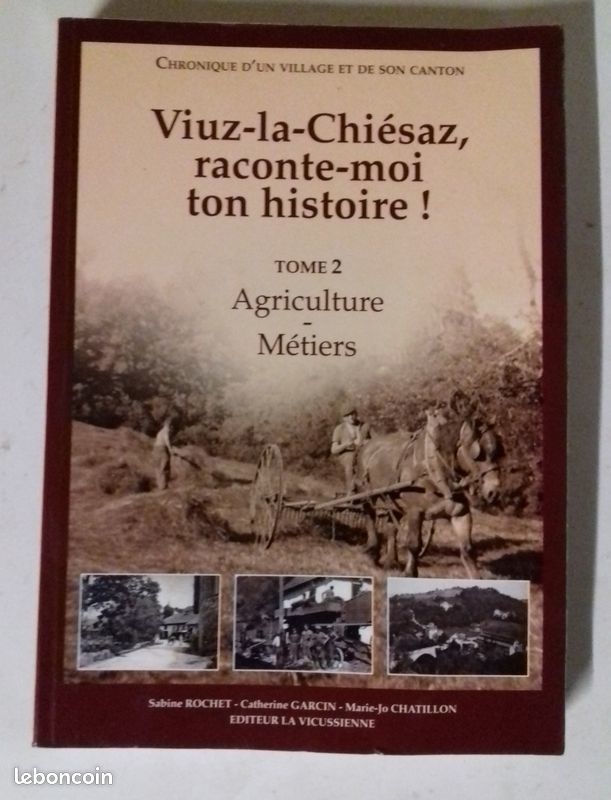 CHRONIQUE D'UN VILLAGE ET DE SON CANTON
Viuz-la-Chiésaz,
raconte-moi
ton histoire !
TOME 2
Agriculture
-
Métiers
Sabine ROCHET - Catherine GARCIN - Marie-Jo CHATILLON
EDITEUR LA VICUSSIENNE
leboncoin